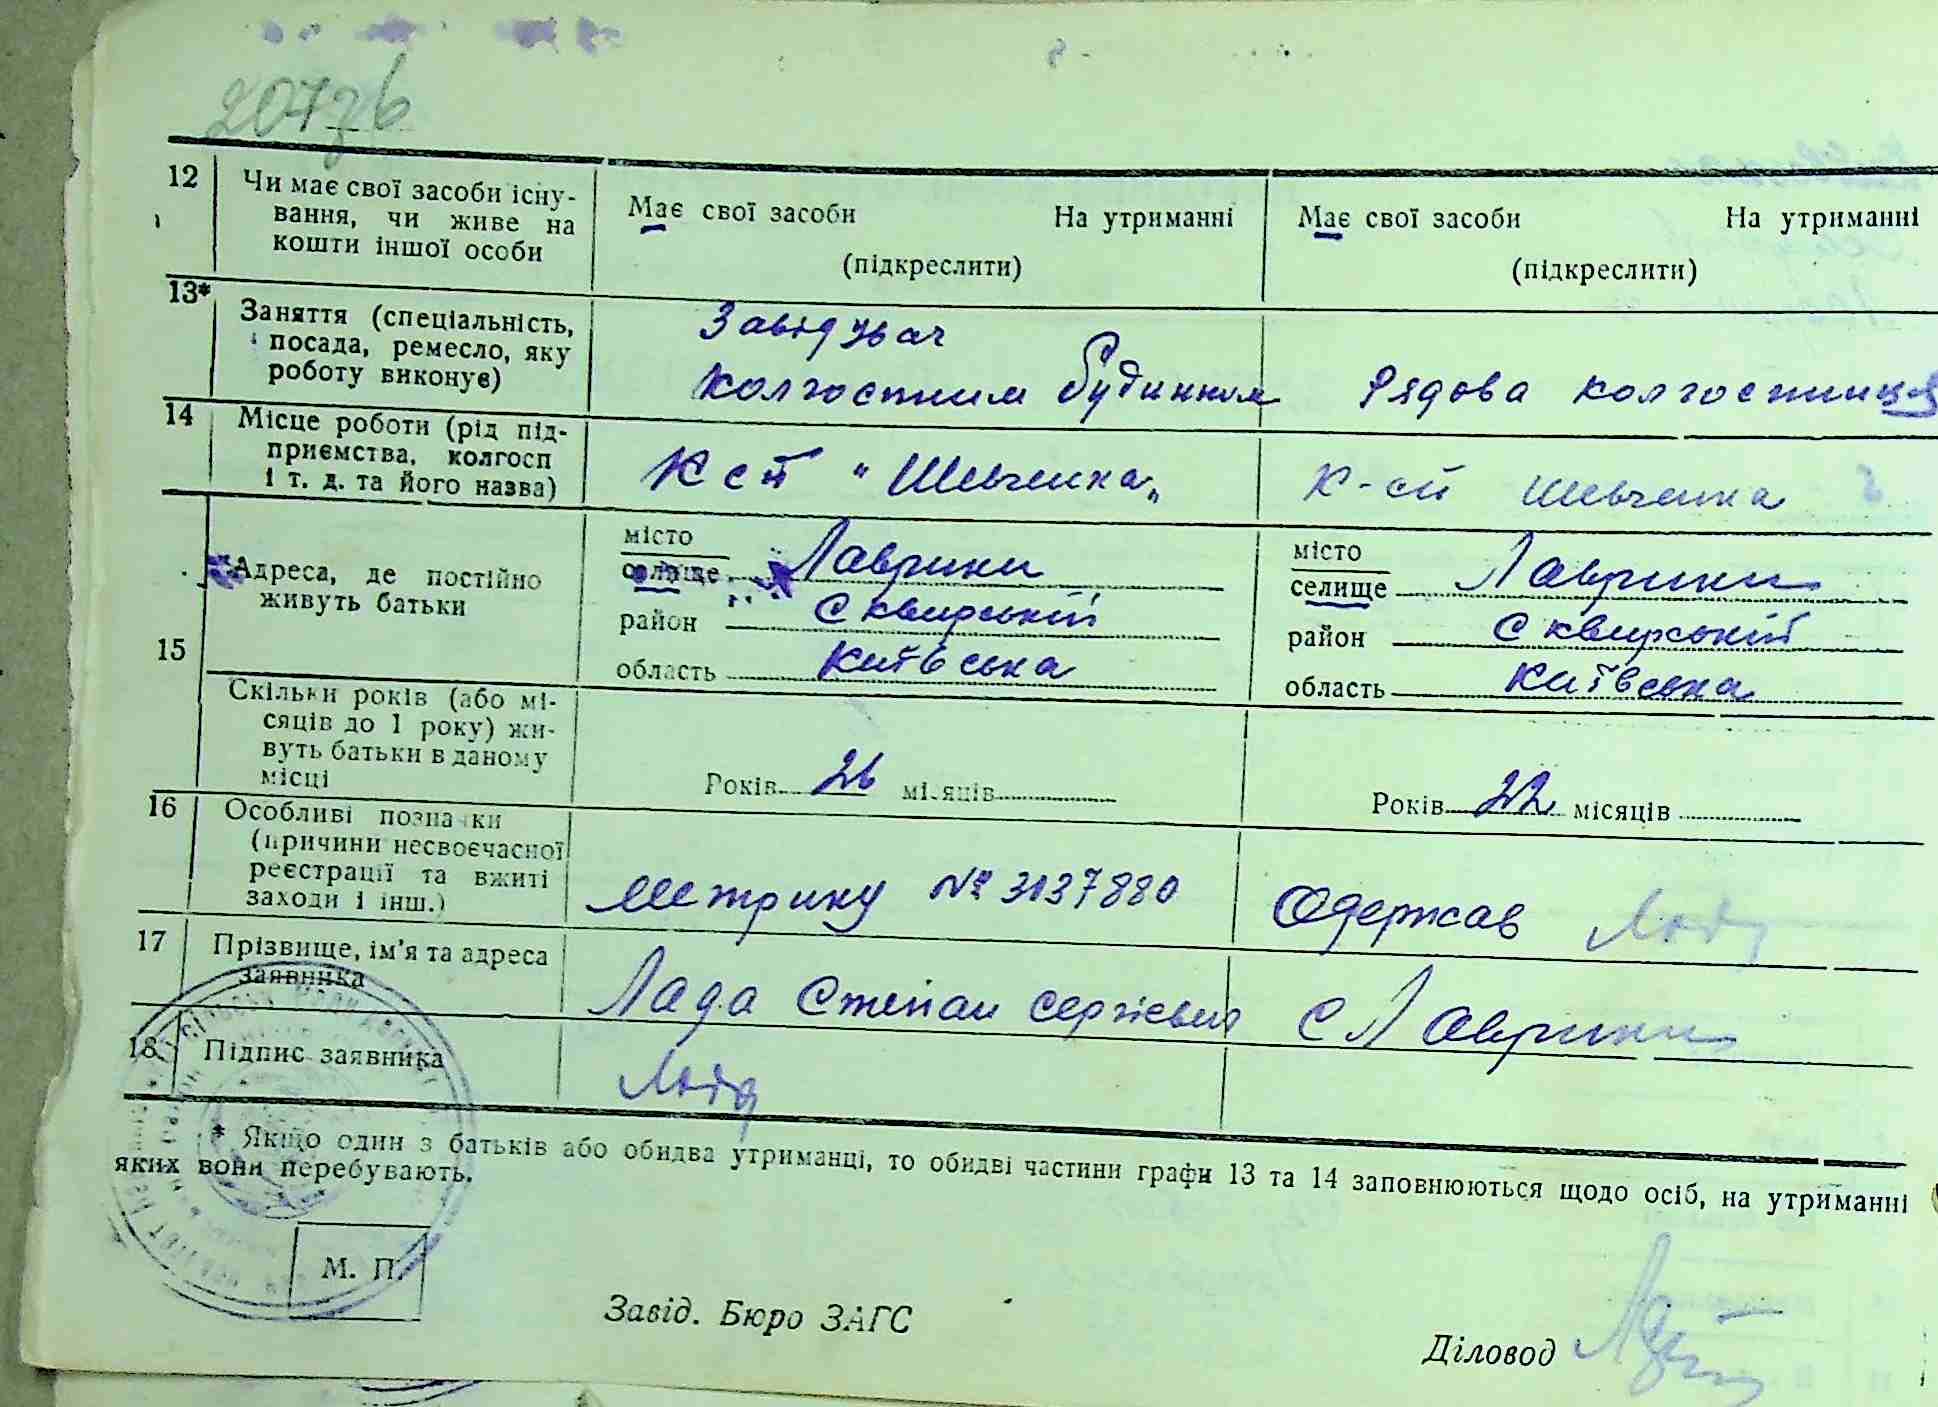 12 Чи має свої засоби існу-
вання, чи живе на
кошти іншої особи
Має свої засоби На утриманні
(підкреслити)
Має свої засоби На утриманні
(підкреслити)
13* Заняття (спеціальність,
посада, ремесло, яку
роботу виконує)
Завідувач
колгоспним будинком
Рядова колгоспниця
14 Місце роботи (рід під-
приємства, колгосп
і т. д. та його назва)
К сп "Шевченка"
К-сп Шевченка
15 Адреса, де постійно
живуть батьки
місто
селище Лаврики
район Сквирський
область Київська
місто
селище Лаврики
район Сквирський
область Київська
Скільки років (або мі-
сяців до 1 року) жи-
вуть батьки в даному
місці
Років 26 місяців
Років 22 місяців
16 Особливі позначки
(причини несвоєчасної
реєстрації та вжиті
заходи і інш.)
Метрику № 3137880
Одержав Лада
17 Прізвище, ім'я та адреса
заявника
Лада Степан Сергієвич
с Лаврики
18 Підпис заявника
Лада
* Якщо один з батьків або обидва утриманці, то обидві частини графи 13 та 14 заповнюються щодо осіб, на утриманні
яких вони перебувають.
М. П.
Завід. Бюро ЗАГС
Діловод